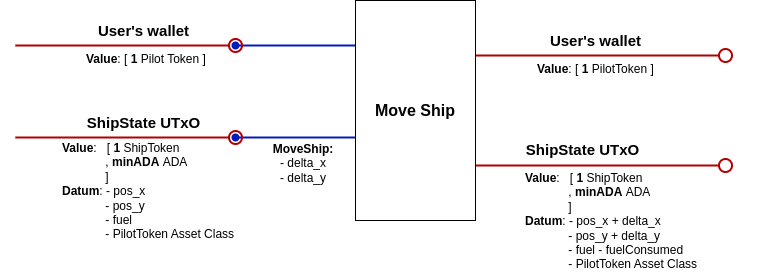 User's wallet
Value: [ 1 Pilot Token ]
ShipState UTxO
Value: [ 1 ShipToken
, minADA ADA
]
Datum: - pos_x
- pos_y
- fuel
- PilotToken Asset Class
MoveShip:
- delta_x
- delta_y
Move Ship
User's wallet
Value: [ 1 PilotToken ]
ShipState UTxO
Value: [ 1 ShipToken
, minADA ADA
]
Datum: - pos_x + delta_x
- pos_y + delta_y
- fuel - fuelConsumed
- PilotToken Asset Class